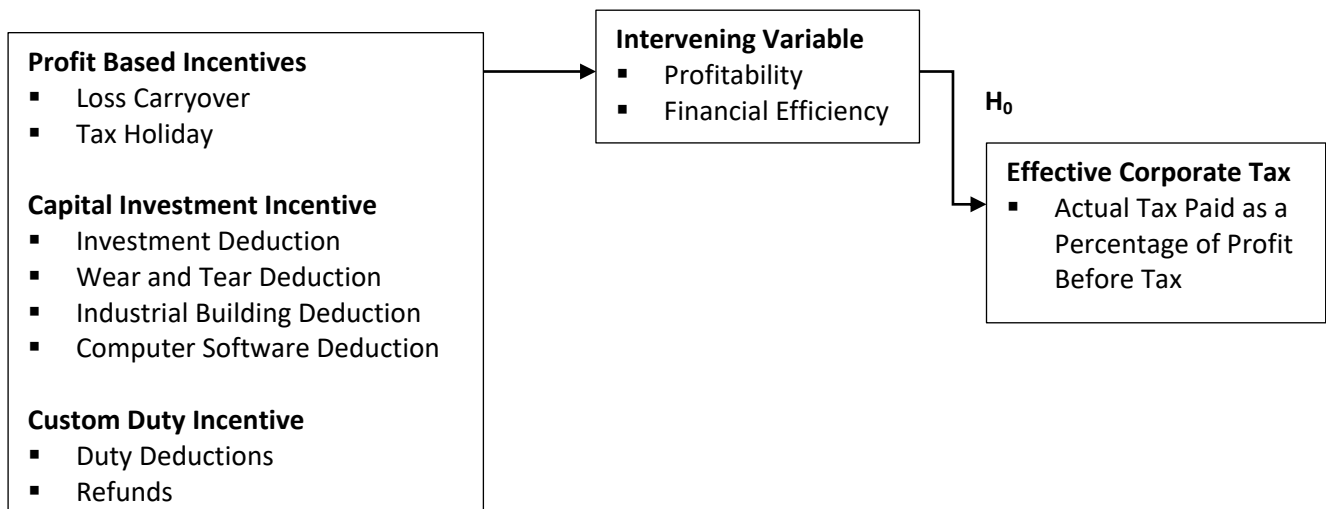 Profit Based Incentives
▪ Loss Carryover
▪ Tax Holiday
Capital Investment Incentive
▪ Investment Deduction
▪ Wear and Tear Deduction
▪ Industrial Building Deduction
▪ Computer Software Deduction
Custom Duty Incentive
▪ Duty Deductions
▪ Refunds
Intervening Variable
▪ Profitability
▪ Financial Efficiency
H₀
Effective Corporate Tax
▪ Actual Tax Paid as a
Percentage of Profit
Before Tax